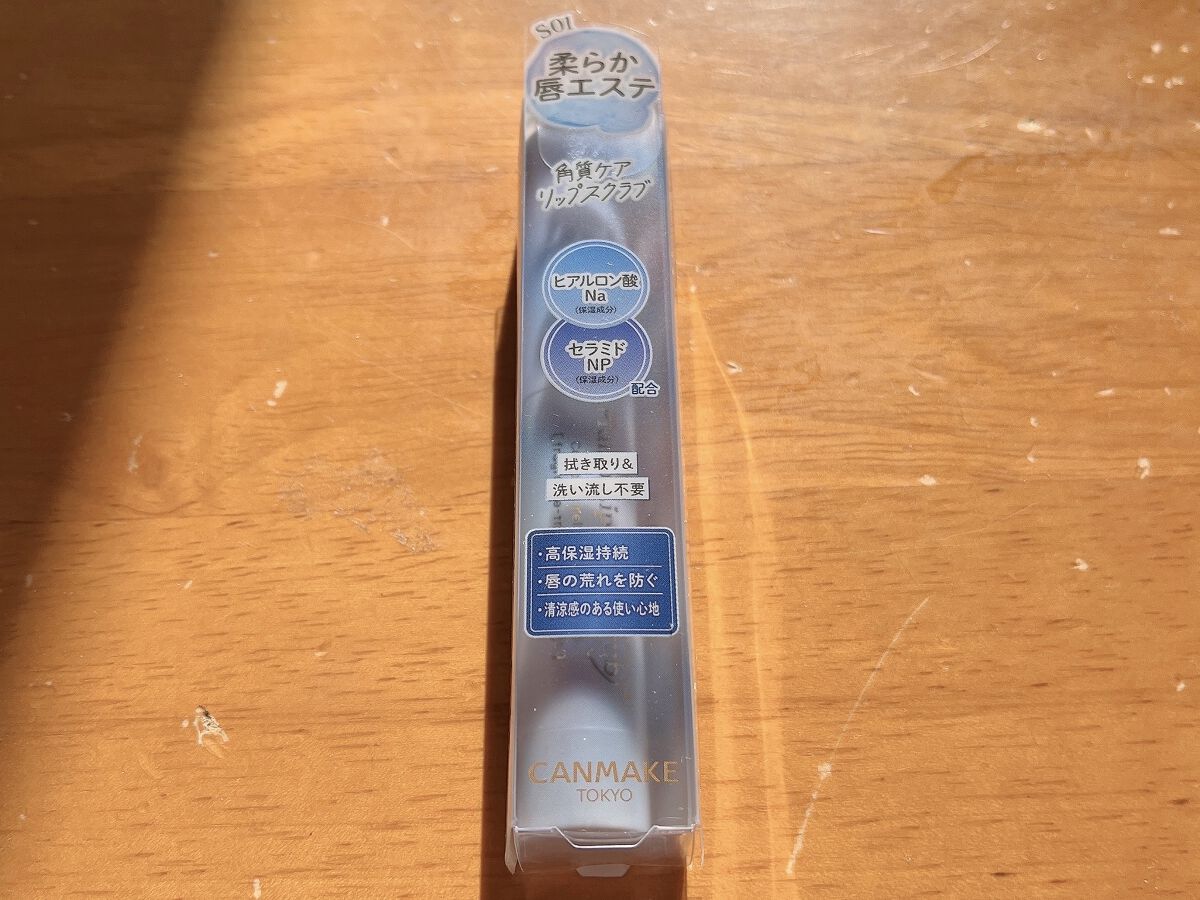 S01
柔らか
唇エステ
角質ケア
リップスクラブ
ヒアルロン酸
Na
(保湿成分)
セラミド
NP
(保湿成分)
配合
拭き取り&
洗い流し不要
・高保湿持続
・唇の荒れを防ぐ
・清涼感のある使い心地
CANMAKE
TOKYO